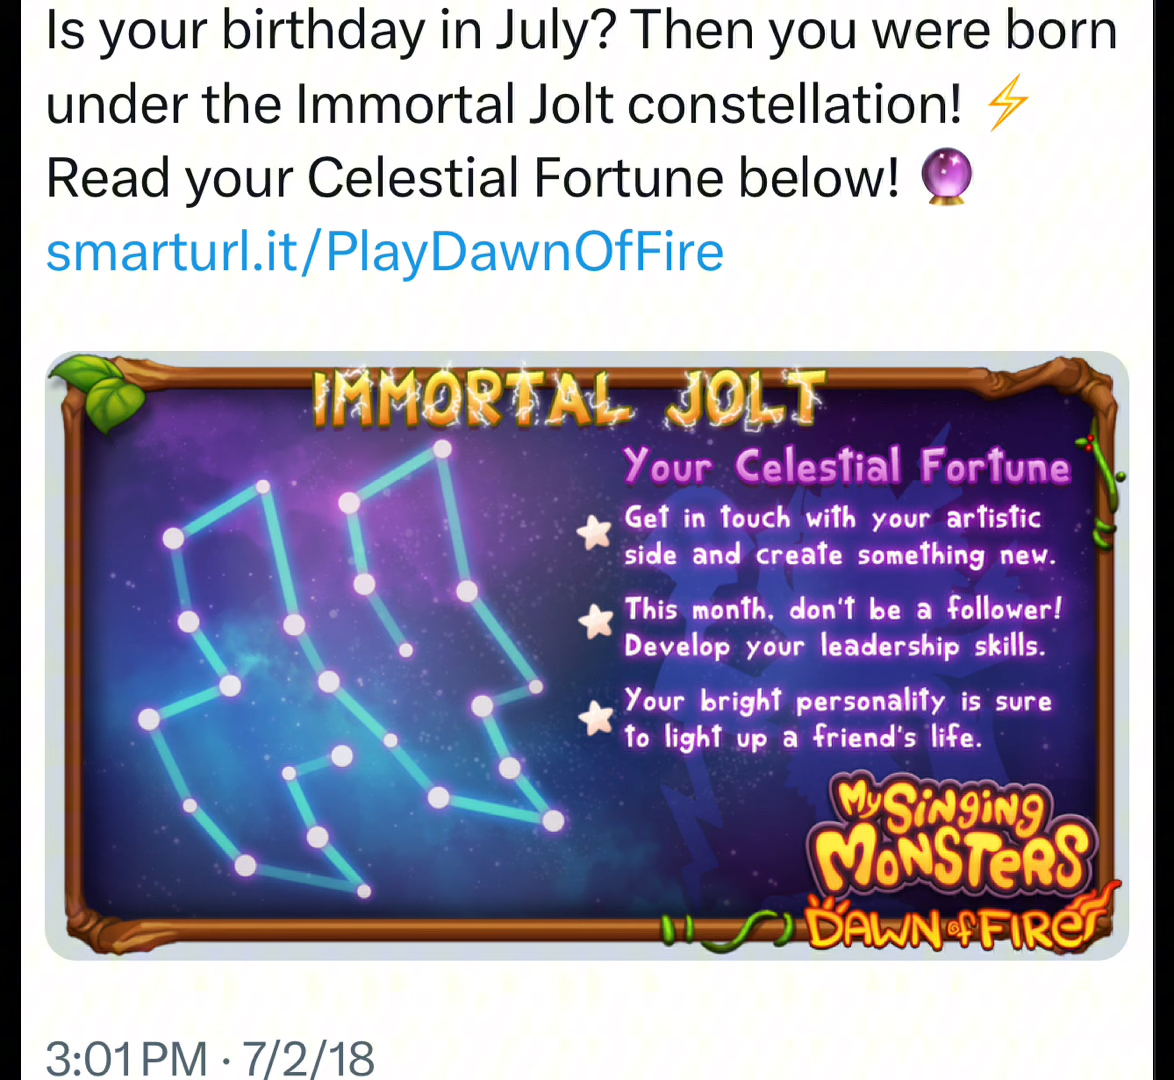 Is your birthday in July? Then you were born
under the Immortal Jolt constellation! ⚡
Read your Celestial Fortune below! 🔮
smarturl.it/PlayDawnOfFire
IMMORTAL JOLT
Your Celestial Fortune
Get in touch with your artistic
side and create something new.
This month, don't be a follower!
Develop your leadership skills.
Your bright personality is sure
to light up a friend's life.
My Singing
Monsters
Dawn of Fire
3:01 PM · 7/2/18